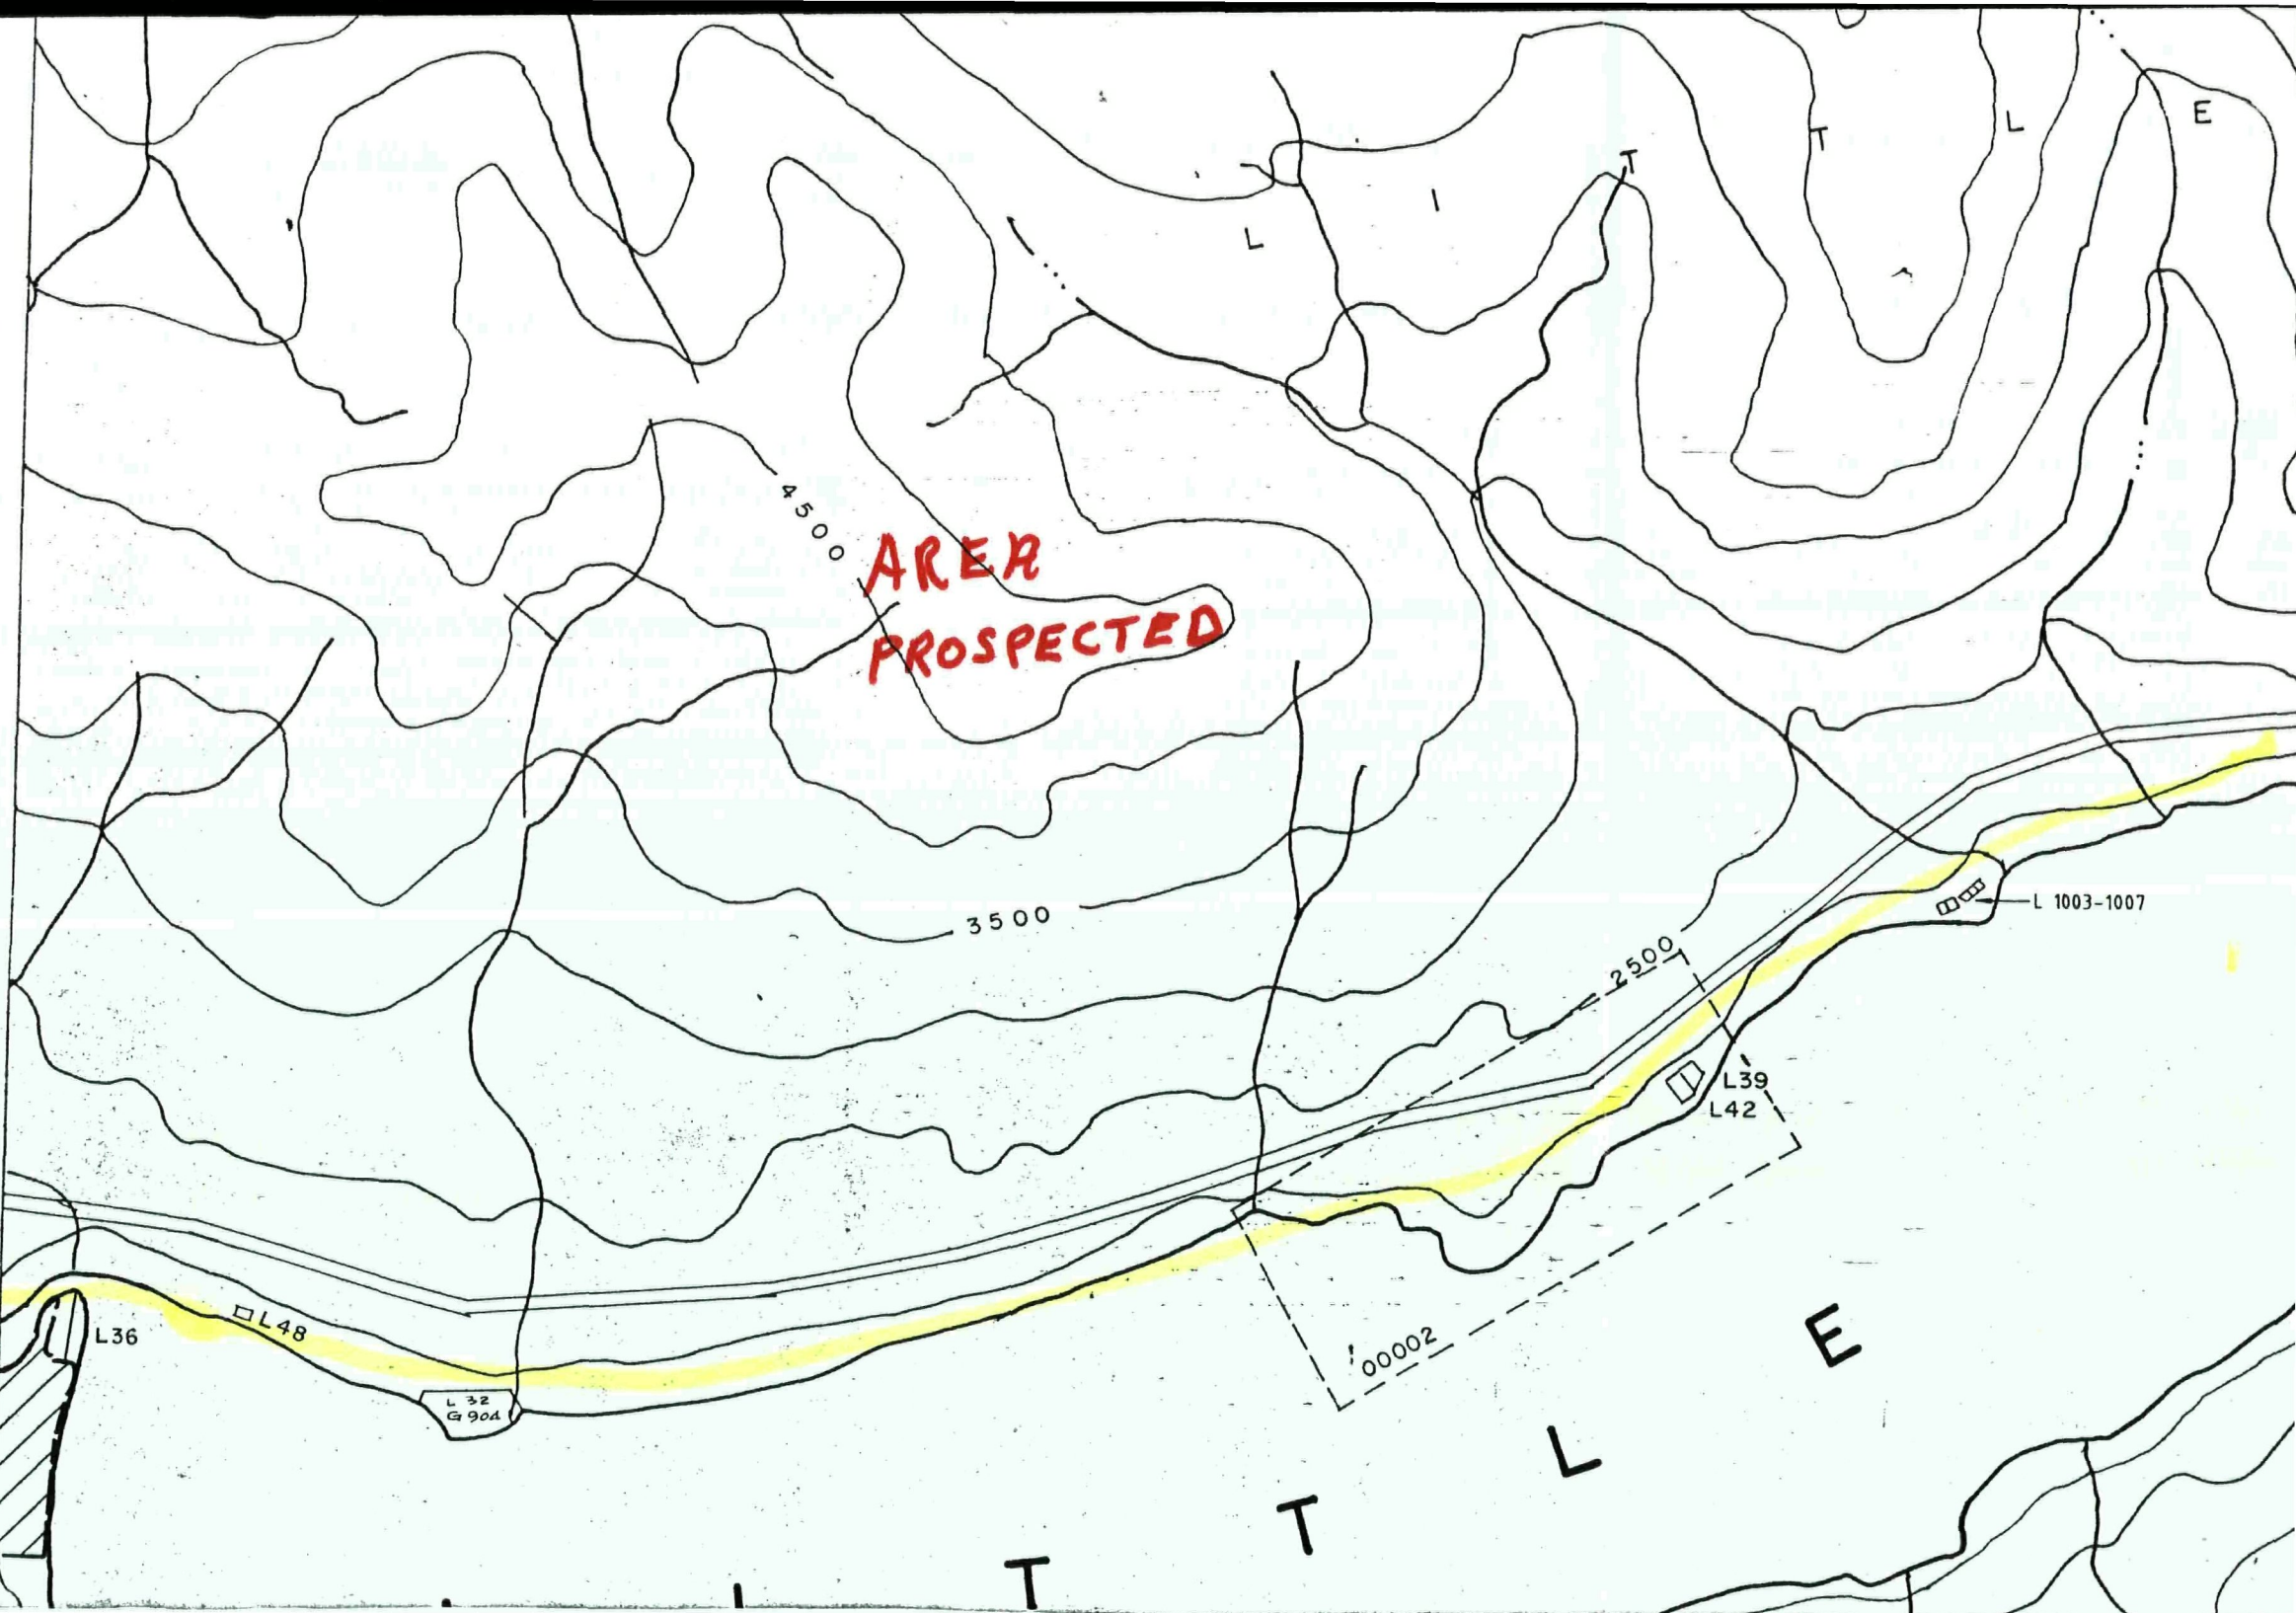 L I T T L E
4500
AREA
PROSPECTED
3500
2500
L 1003-1007
L39
L42
L36
L48
L 32
G 904
00002
I T T L E